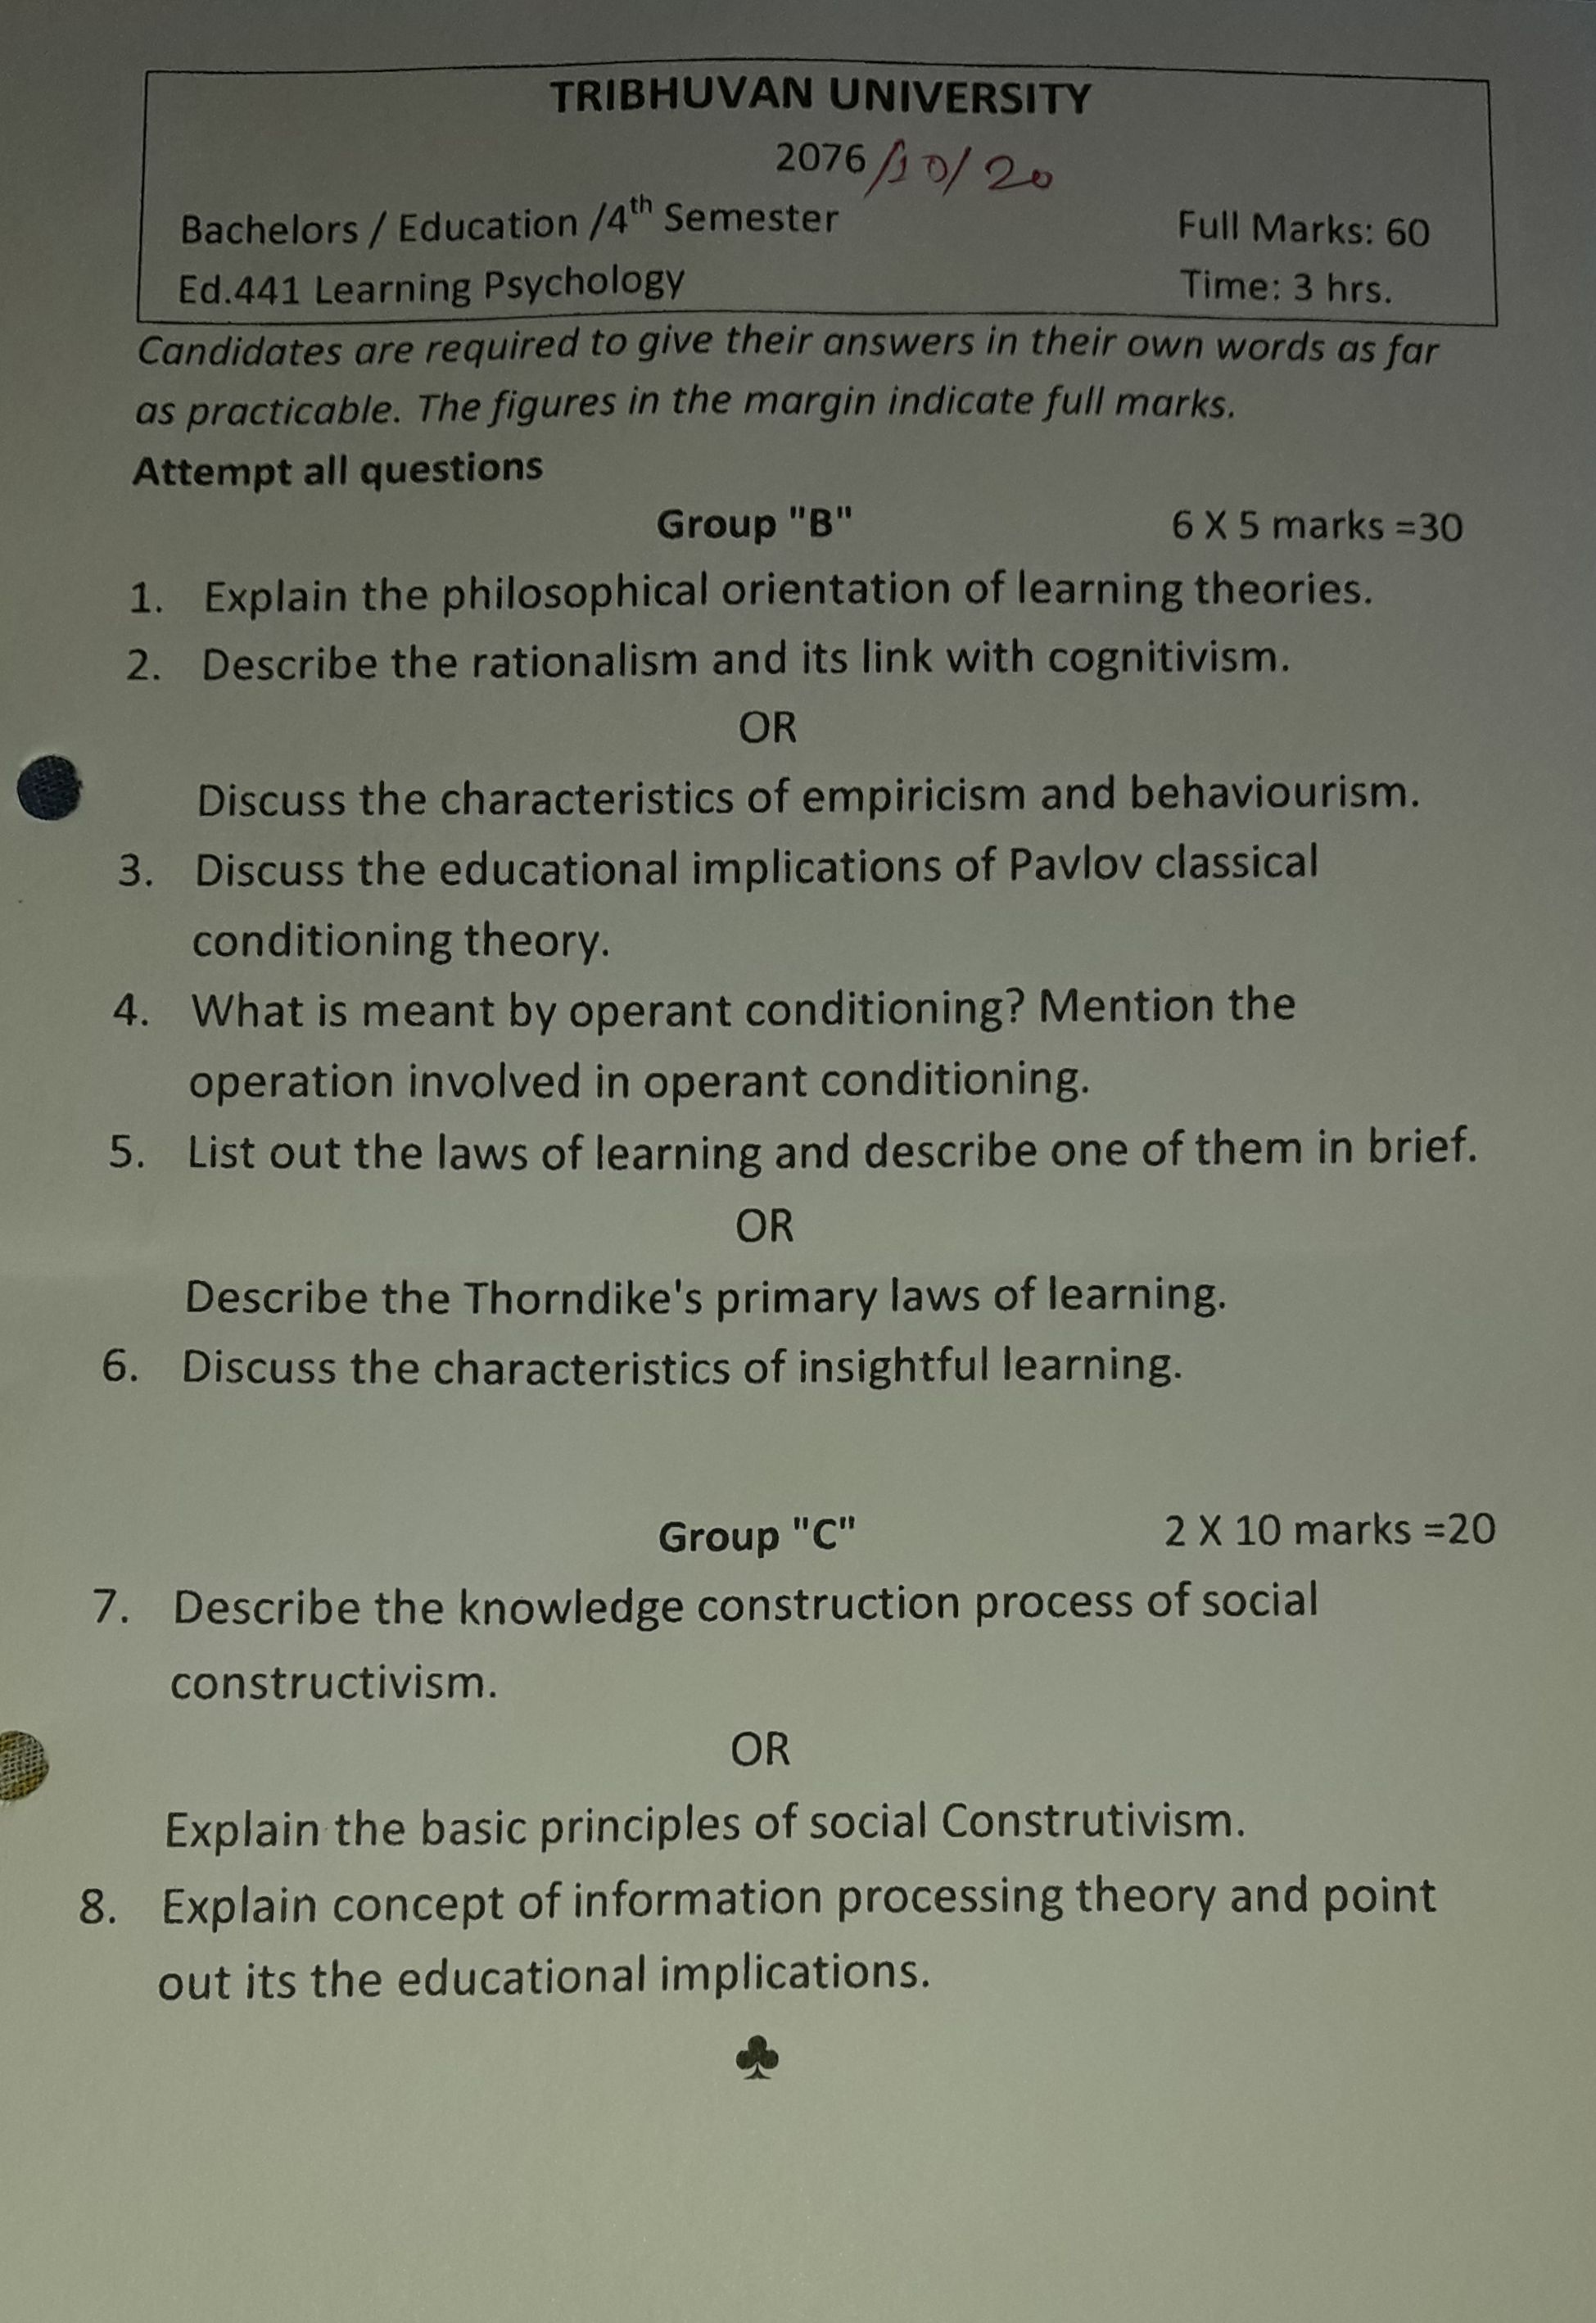 TRIBHUVAN UNIVERSITY
2076/10/20
Bachelors / Education /4th Semester Full Marks: 60
Ed.441 Learning Psychology Time: 3 hrs.
Candidates are required to give their answers in their own words as far
as practicable. The figures in the margin indicate full marks.
Attempt all questions
Group "B" 6 X 5 marks =30
1. Explain the philosophical orientation of learning theories.
2. Describe the rationalism and its link with cognitivism.
OR
Discuss the characteristics of empiricism and behaviourism.
3. Discuss the educational implications of Pavlov classical
conditioning theory.
4. What is meant by operant conditioning? Mention the
operation involved in operant conditioning.
5. List out the laws of learning and describe one of them in brief.
OR
Describe the Thorndike's primary laws of learning.
6. Discuss the characteristics of insightful learning.
Group "C" 2 X 10 marks =20
7. Describe the knowledge construction process of social
constructivism.
OR
Explain the basic principles of social Construtivism.
8. Explain concept of information processing theory and point
out its the educational implications.